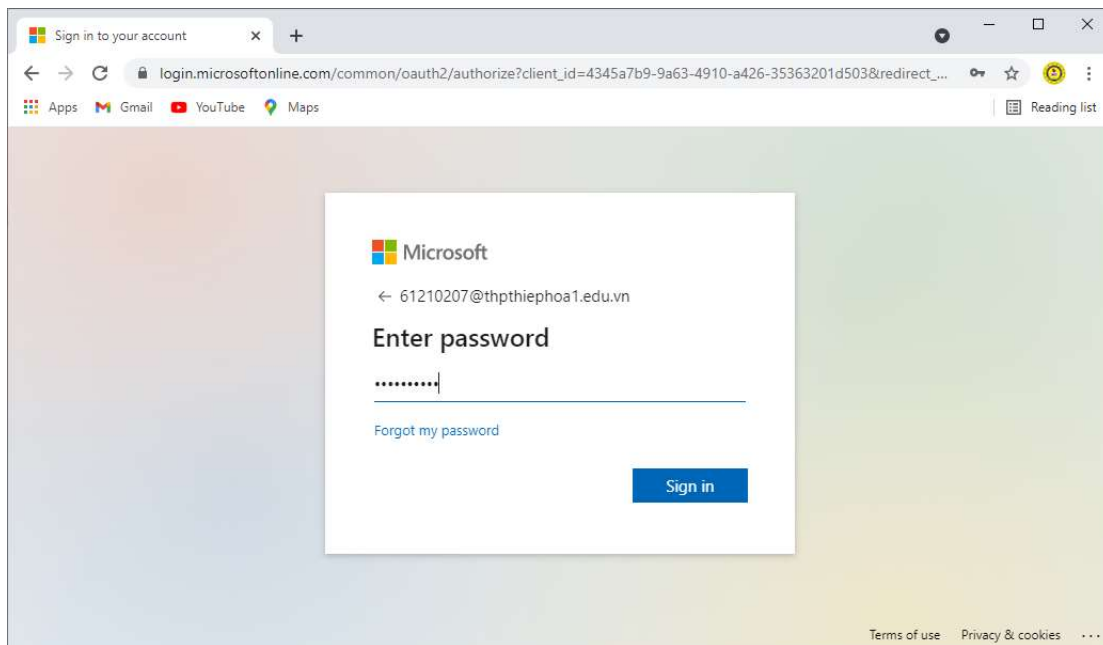 Sign in to your account
login.microsoftonline.com/common/oauth2/authorize?client_id=4345a7b9-9a63-4910-a426-35363201d503&redirect_...
Apps Gmail YouTube Maps Reading list
Microsoft
← 61210207@thpthiephoa1.edu.vn
Enter password
••••••••••
Forgot my password
Sign in
Terms of use Privacy & cookies ...